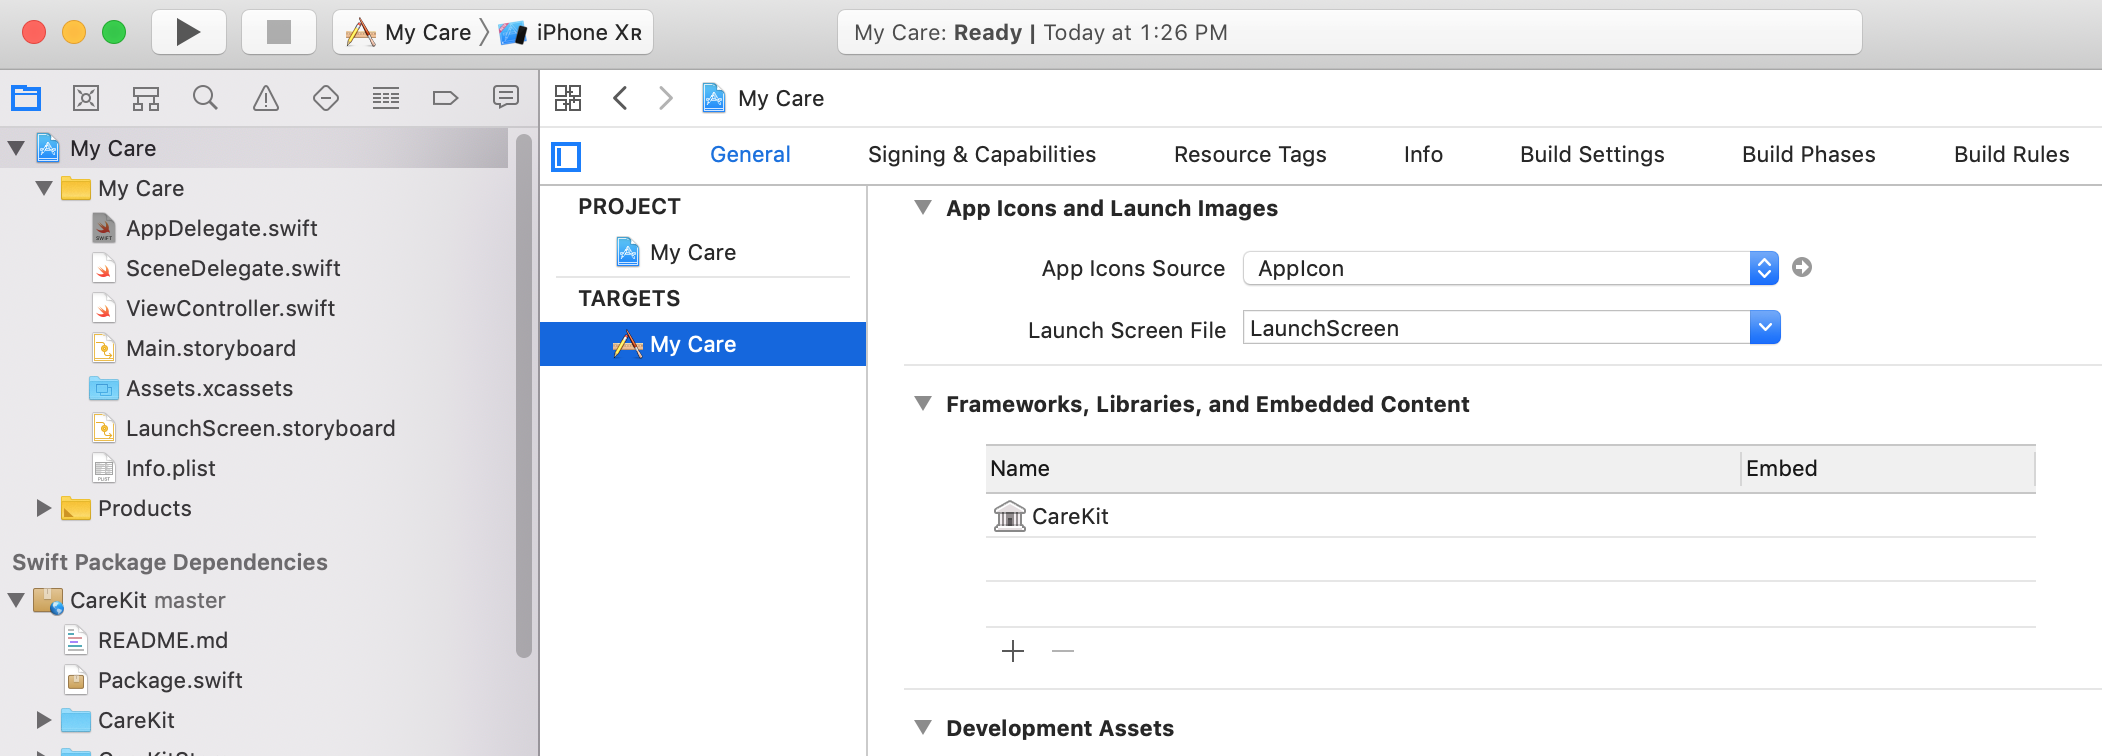 My Care iPhone XR
My Care: Ready | Today at 1:26 PM
My Care
General Signing & Capabilities Resource Tags Info Build Settings Build Phases Build Rules
My Care
My Care
AppDelegate.swift
SceneDelegate.swift
ViewController.swift
Main.storyboard
Assets.xcassets
LaunchScreen.storyboard
Info.plist
Products
Swift Package Dependencies
CareKit master
README.md
Package.swift
CareKit
PROJECT
My Care
TARGETS
My Care
App Icons and Launch Images
App Icons Source AppIcon
Launch Screen File LaunchScreen
Frameworks, Libraries, and Embedded Content
Name Embed
CareKit
Development Assets